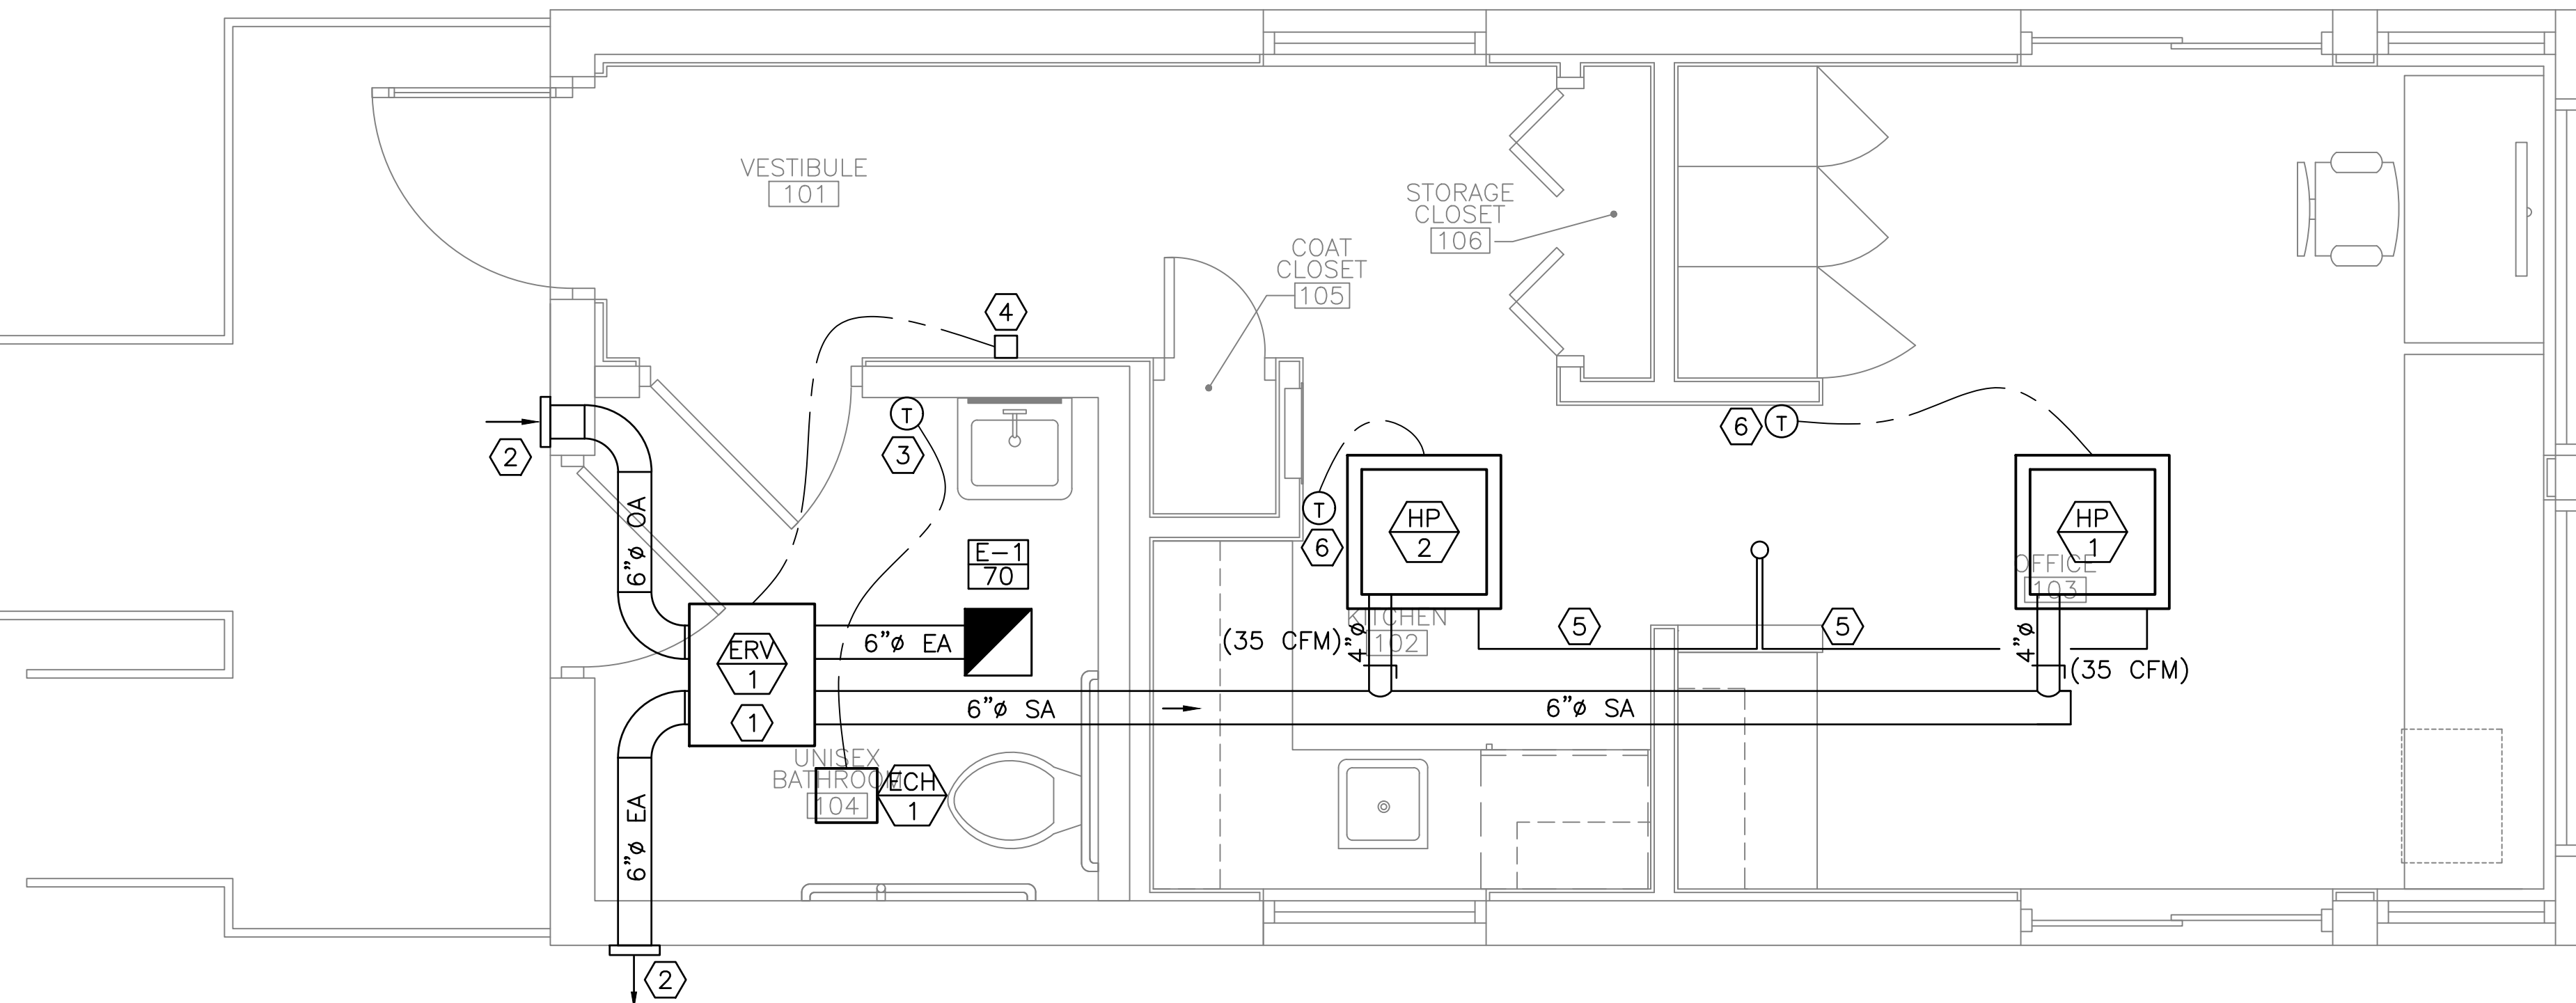 VESTIBULE
101
STORAGE
CLOSET
106
COAT
CLOSET
105
4
T
3
6
T
2
T
6
HP
2
HP
1
OFFICE
103
6"ø OA
E-1
70
5
5
KITCHEN
102
(35 CFM)
4"ø
4"ø
(35 CFM)
ERV
1
1
6"ø EA
6"ø SA
6"ø SA
UNISEX
BATHROOM
104
ECH
1
6"ø EA
2